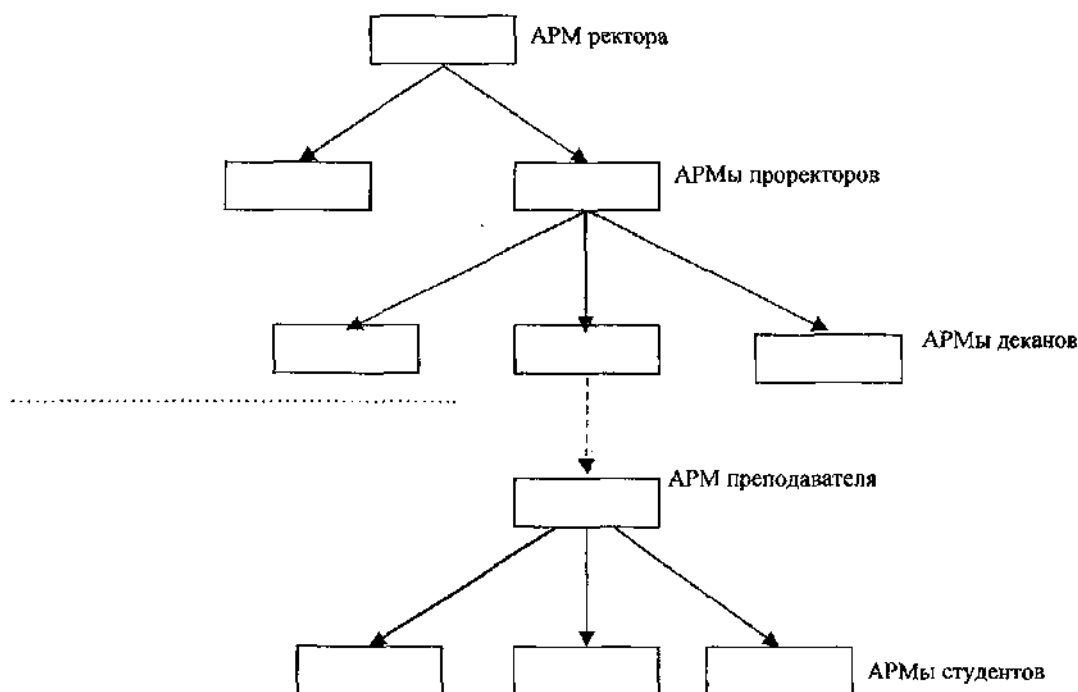 АРМ ректора
АРМы проректоров
АРМы деканов
АРМ преподавателя
АРМы студентов